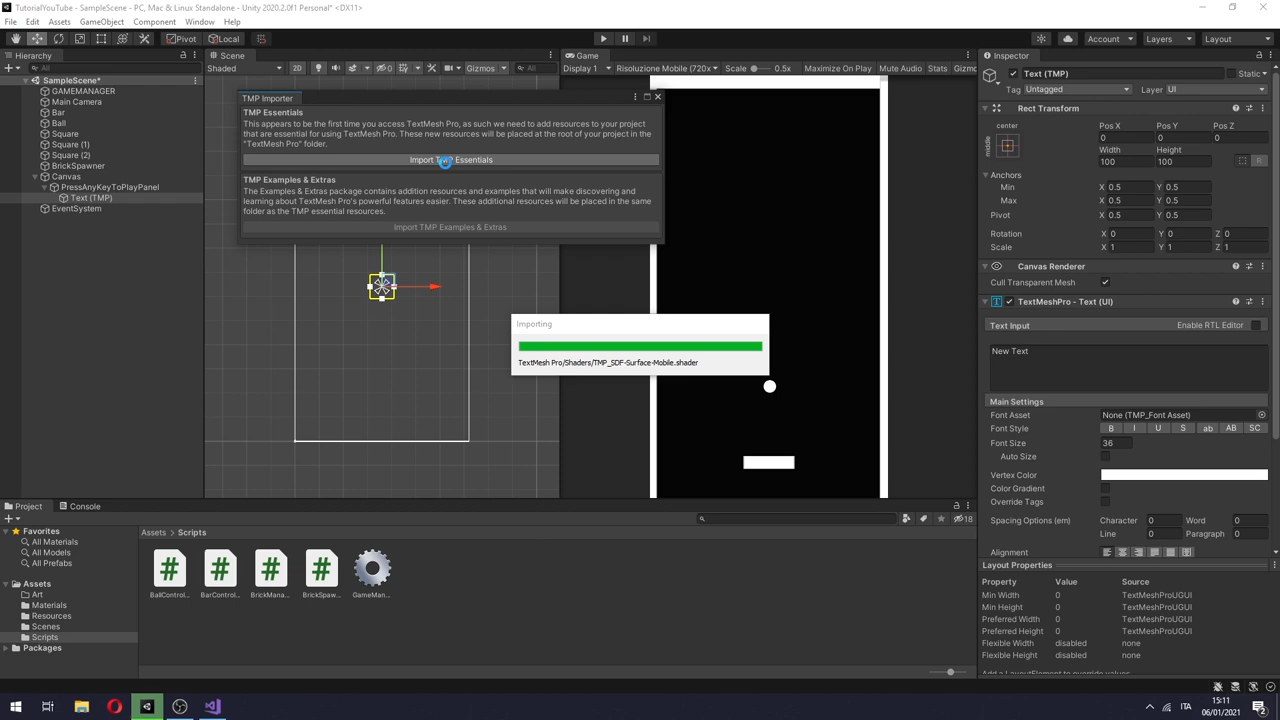 TutorialYouTube - SampleScene - PC, Mac & Linux Standalone - Unity 2020.2.0f1 Personal* <DX11>
File Edit Assets GameObject Component Window Help
Pivot Local Account Layers Layout
Hierarchy Scene Game Inspector
All Shaded 2D 0 Gizmos All Display 1 Risoluzione Mobile (720x Scale 0.5x Maximize On Play Mute Audio Stats Gizmo
SampleScene*
GAMEMANAGER
Main Camera
Bar
Ball
Square
Square (1)
Square (2)
BrickSpawner
Canvas
PressAnyKeyToPlayPanel
Text (TMP)
EventSystem
TMP Importer
TMP Essentials
This appears to be the first time you access TextMesh Pro, as such we need to add resources to your project
that are essential for using TextMesh Pro. These new resources will be placed at the root of your project in the
"TextMesh Pro" folder.
Import TMP Essentials
TMP Examples & Extras
The Examples & Extras package contains addition resources and examples that will make discovering and
learning about TextMesh Pro's powerful features easier. These additional resources will be placed in the same
folder as the TMP essential resources.
Import TMP Examples & Extras
Importing
TextMesh Pro/Shaders/TMP_SDF-Surface-Mobile.shader
Text (TMP) Static
Tag Untagged Layer UI
Rect Transform
center Pos X Pos Y Pos Z
middle 0 0 0
Width Height
100 100 R
Anchors
Min X 0.5 Y 0.5
Max X 0.5 Y 0.5
Pivot X 0.5 Y 0.5
Rotation X 0 Y 0 Z 0
Scale X 1 Y 1 Z 1
Canvas Renderer
Cull Transparent Mesh
TextMeshPro - Text (UI)
Text Input Enable RTL Editor
New Text
Main Settings
Font Asset None (TMP_Font Asset)
Font Style B I U S ab AB SC
Font Size 36
Auto Size
Vertex Color
Color Gradient
Override Tags
Spacing Options (em) Character 0 Word 0
Line 0 Paragraph 0
Alignment
Layout Properties
Property Value Source
Min Width 0 TextMeshProUGUI
Min Height 0 TextMeshProUGUI
Preferred Width 0 TextMeshProUGUI
Preferred Height 0 TextMeshProUGUI
Flexible Width disabled none
Flexible Height disabled none
Add a LayoutElement to override values
Project Console
18
Favorites
All Materials
All Models
All Prefabs
Assets
Art
Materials
Resources
Scenes
Scripts
Packages
Assets Scripts
BallControl... BarControl... BrickMana... BrickSpaw... GameMan...
ITA 15:11
06/01/2021 2